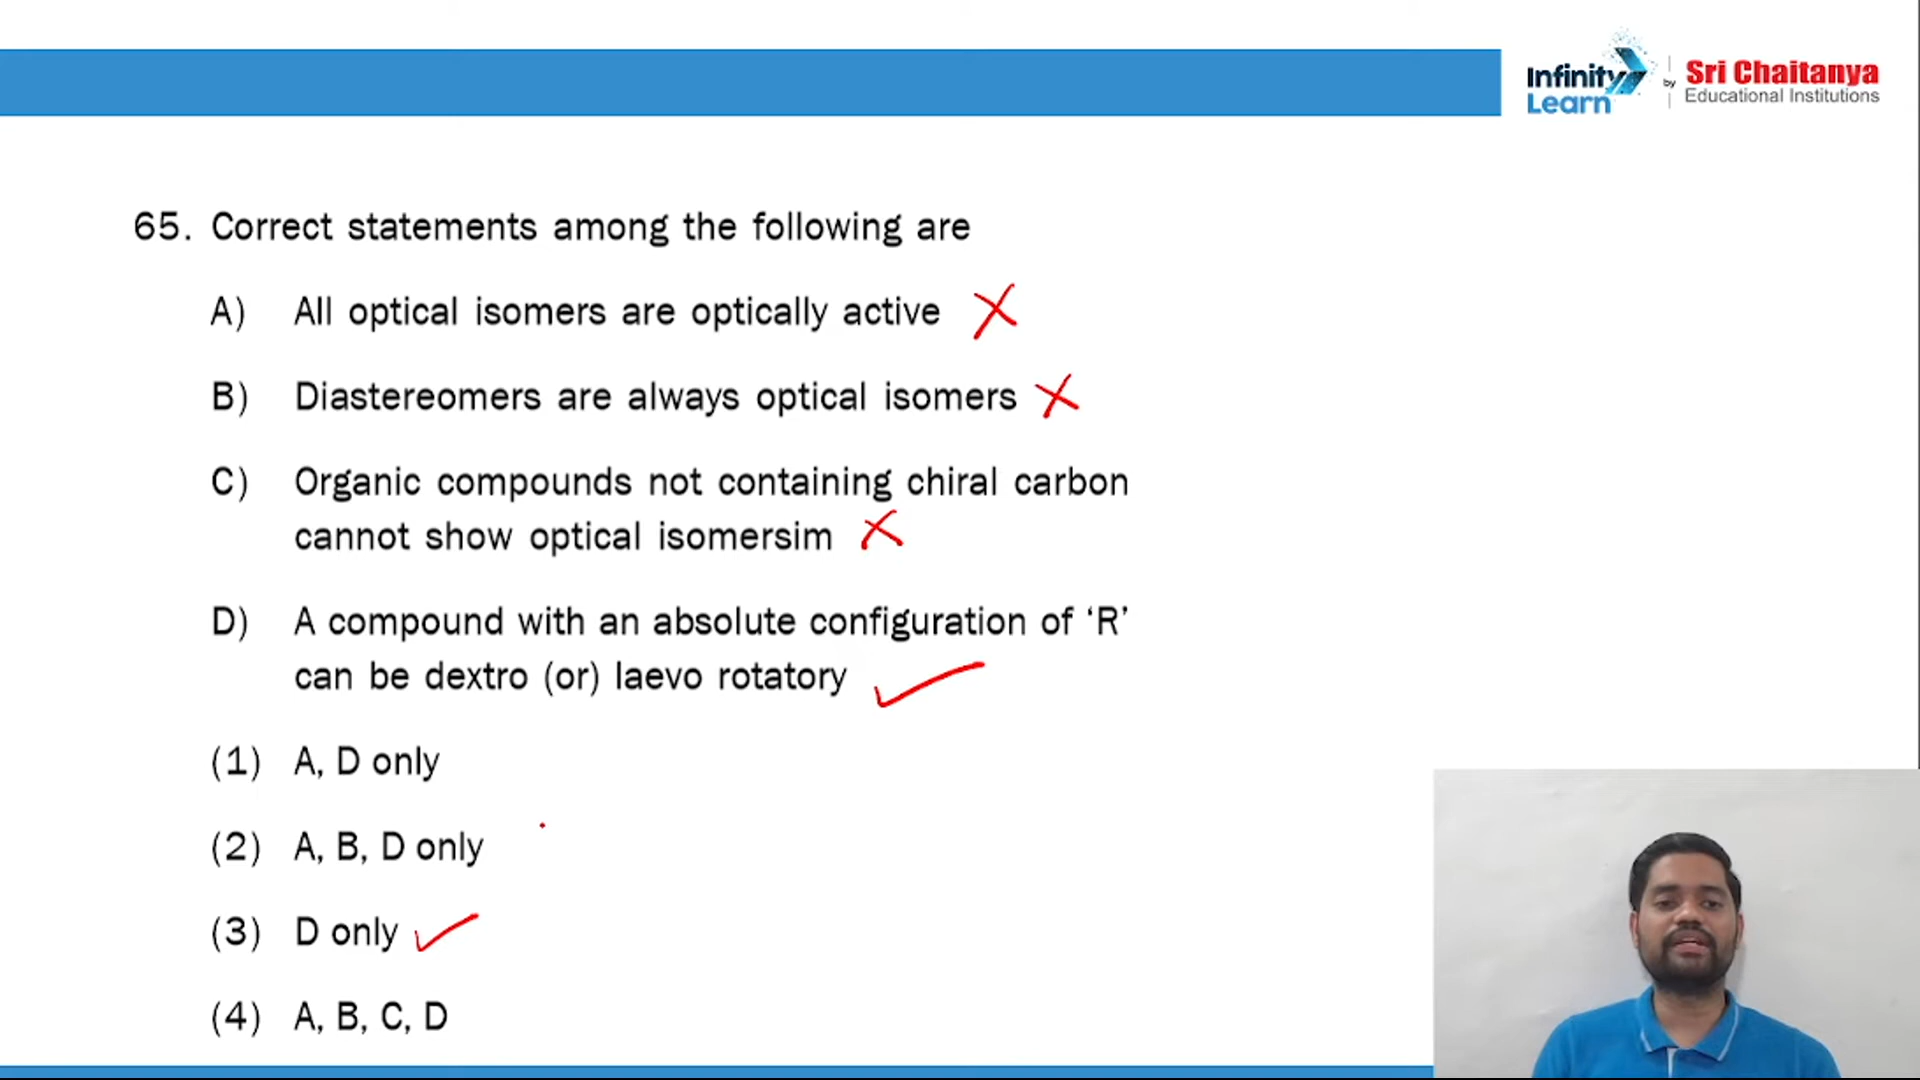 Infinity Learn by Sri Chaitanya Educational Institutions
65. Correct statements among the following are
A) All optical isomers are optically active
B) Diastereomers are always optical isomers
C) Organic compounds not containing chiral carbon
cannot show optical isomersim
D) A compound with an absolute configuration of ‘R’
can be dextro (or) laevo rotatory
(1) A, D only
(2) A, B, D only
(3) D only
(4) A, B, C, D